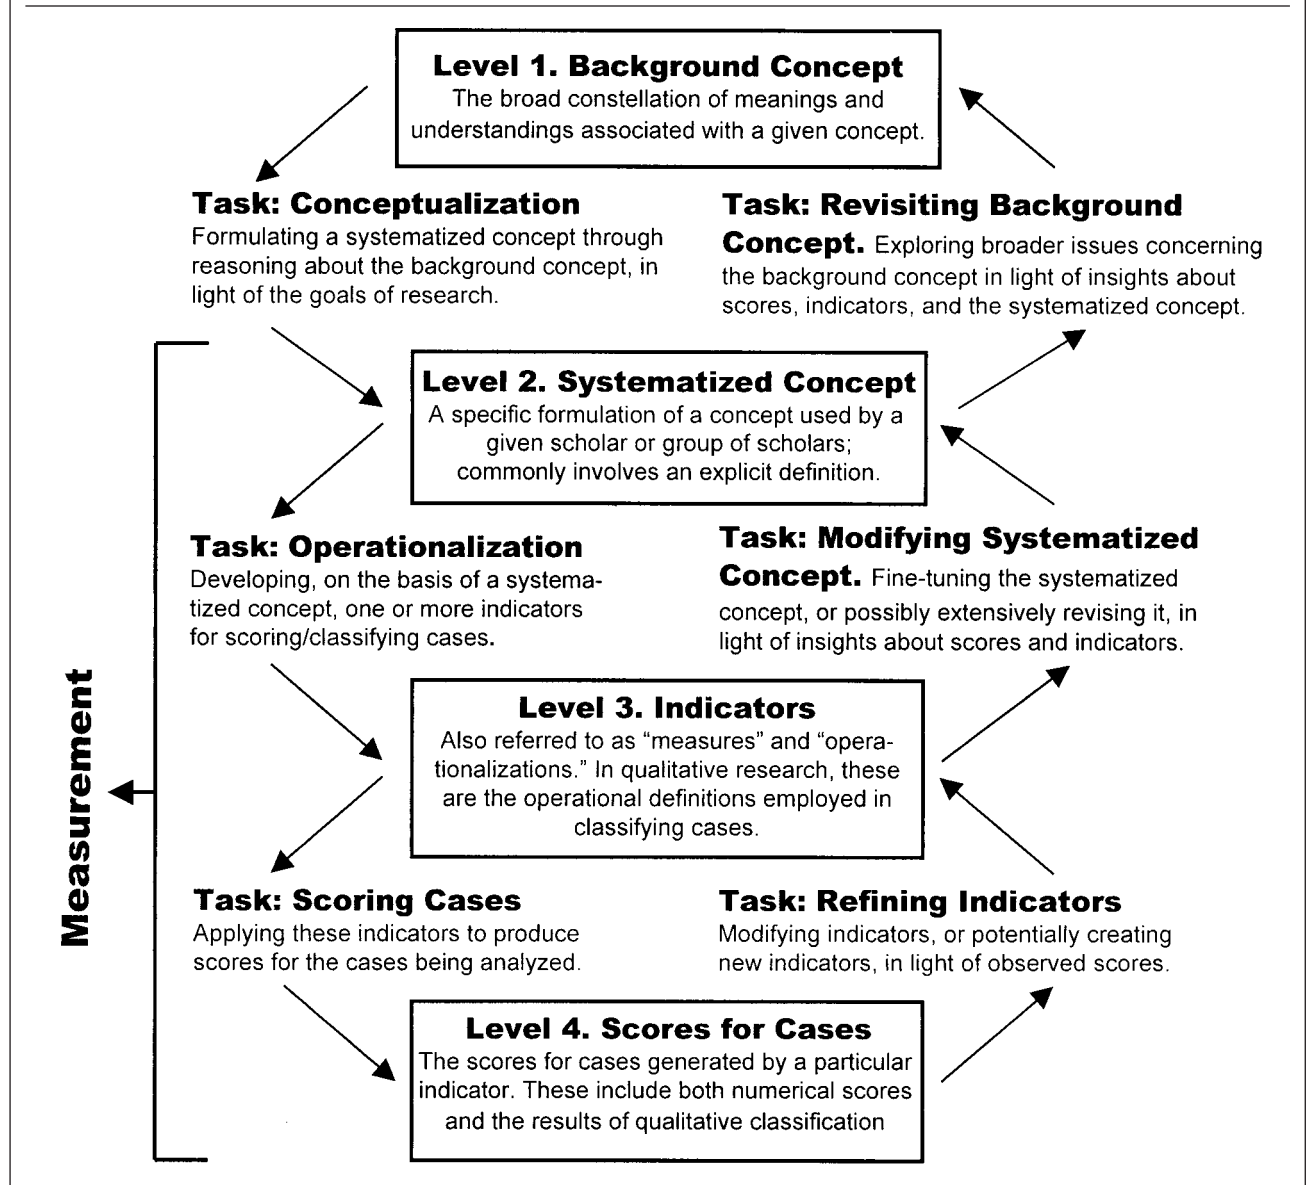 Level 1. Background Concept
The broad constellation of meanings and
understandings associated with a given concept.
Task: Conceptualization
Formulating a systematized concept through
reasoning about the background concept, in
light of the goals of research.
Task: Revisiting Background
Concept. Exploring broader issues concerning
the background concept in light of insights about
scores, indicators, and the systematized concept.
Level 2. Systematized Concept
A specific formulation of a concept used by a
given scholar or group of scholars;
commonly involves an explicit definition.
Task: Operationalization
Developing, on the basis of a systema-
tized concept, one or more indicators
for scoring/classifying cases.
Task: Modifying Systematized
Concept. Fine-tuning the systematized
concept, or possibly extensively revising it, in
light of insights about scores and indicators.
Measurement
Level 3. Indicators
Also referred to as “measures” and “opera-
tionalizations.” In qualitative research, these
are the operational definitions employed in
classifying cases.
Task: Scoring Cases
Applying these indicators to produce
scores for the cases being analyzed.
Task: Refining Indicators
Modifying indicators, or potentially creating
new indicators, in light of observed scores.
Level 4. Scores for Cases
The scores for cases generated by a particular
indicator. These include both numerical scores
and the results of qualitative classification